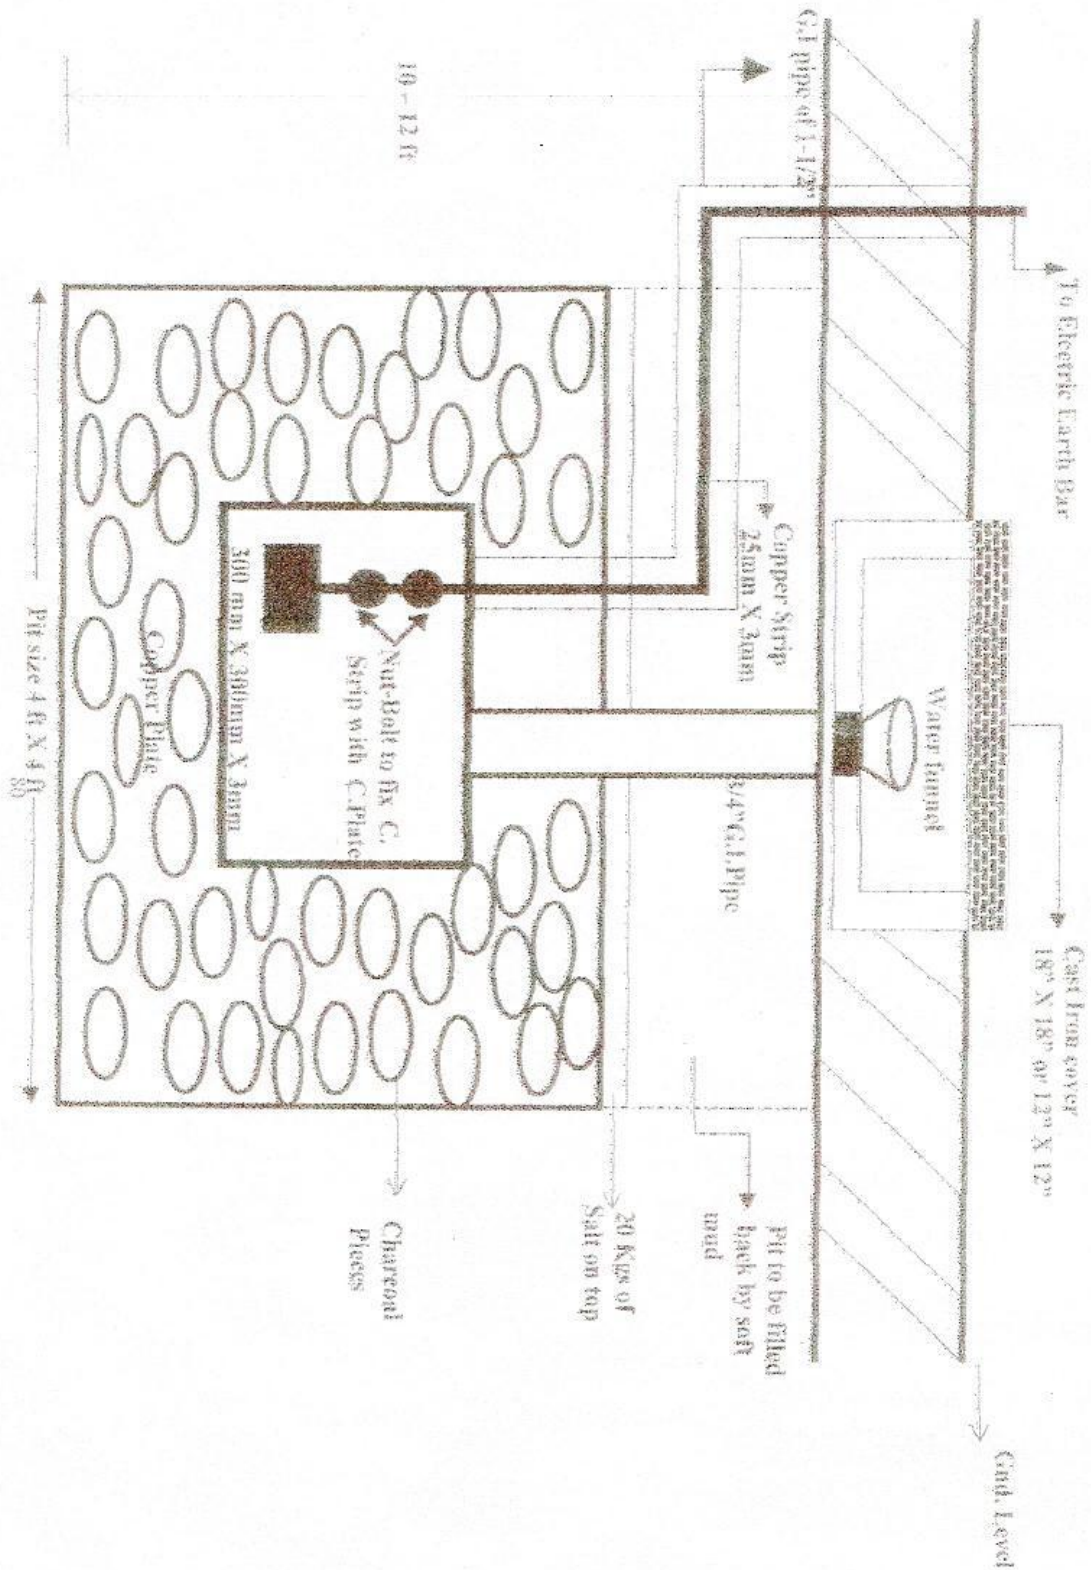 To Electric Earth Bar
Cast Iron cover
18" X 18" or 12" X 12"
Gnd. Level
Water funnel
G.I pipe of 1-1/2"
Copper Strip
25mm X 3mm
3/4"G.I.Pipe
Pit to be filled
back by soft
mud
20 Kgs of
Salt on top
10 - 12 ft
Nut-Bolt to fix C.
Strip with C.Plate
Charcoal
Pieces
300 mm X 300mm X 3mm
Copper Plate
Pit size 4 ft X 4 ft